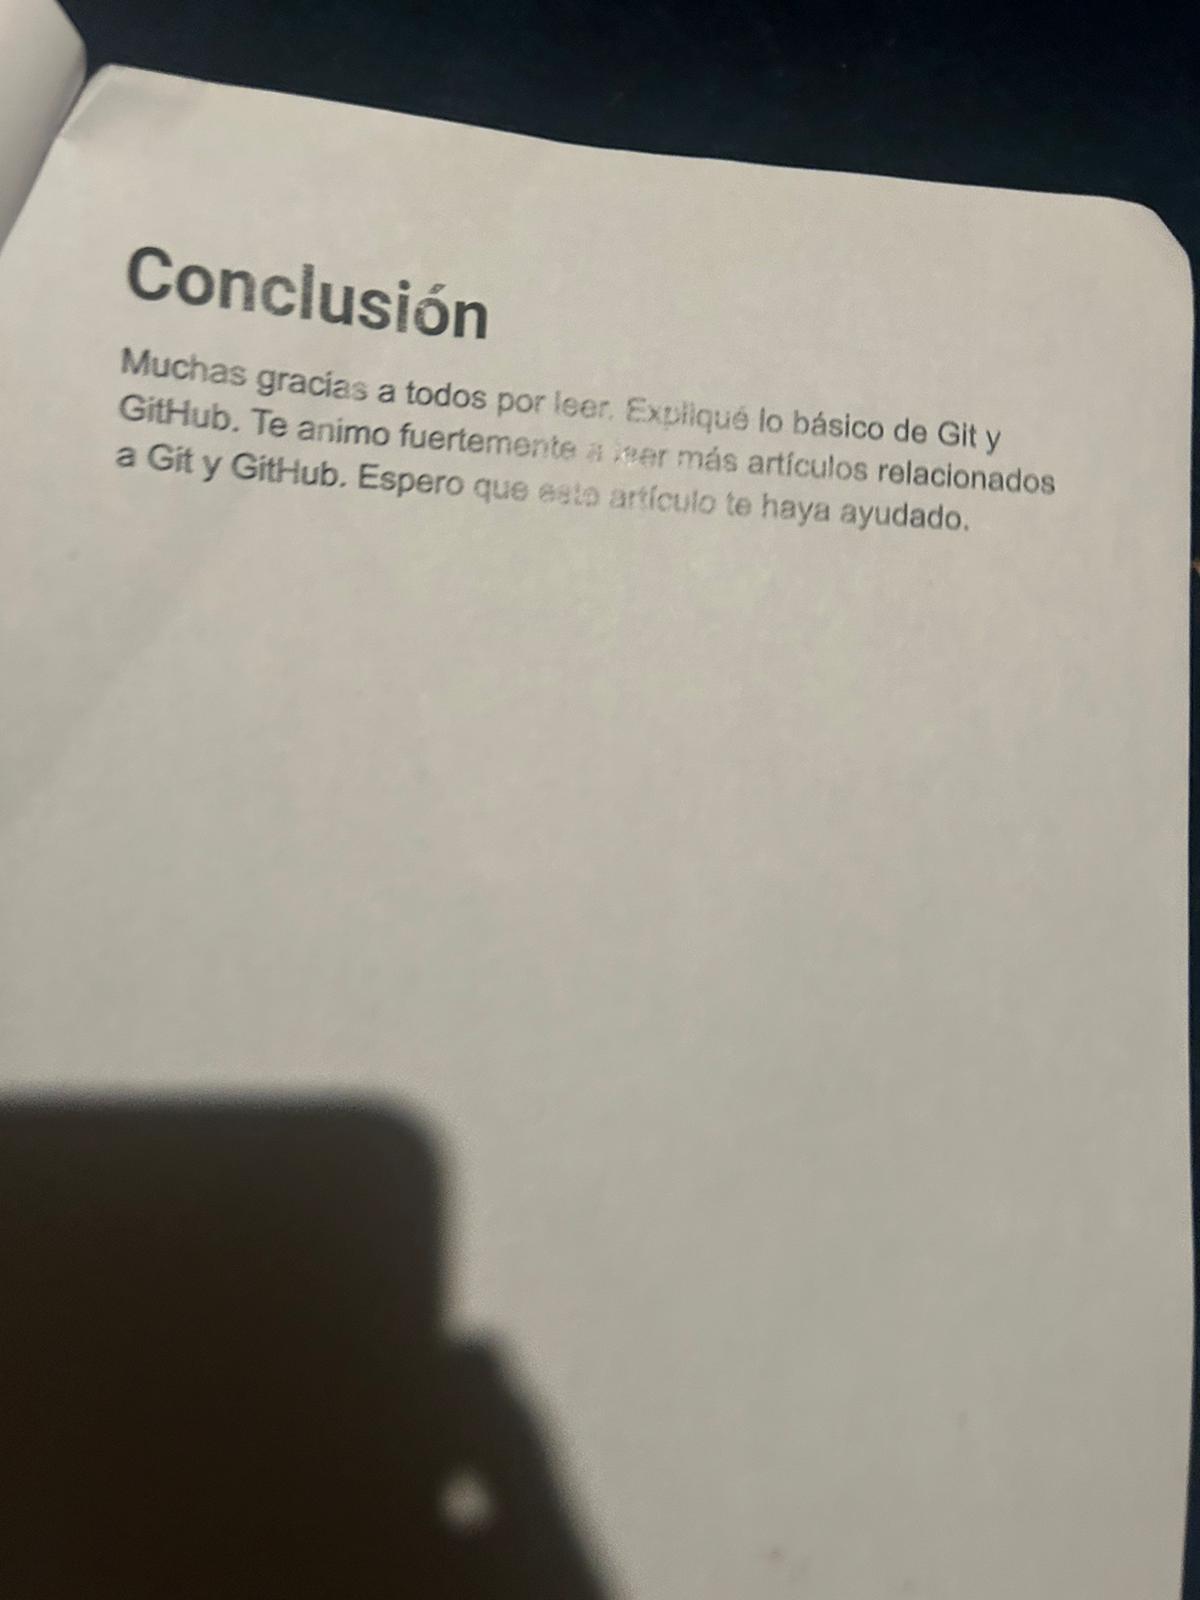 Conclusión
Muchas gracias a todos por leer. Expliqué lo básico de Git y
GitHub. Te animo fuertemente a leer más artículos relacionados
a Git y GitHub. Espero que este artículo te haya ayudado.